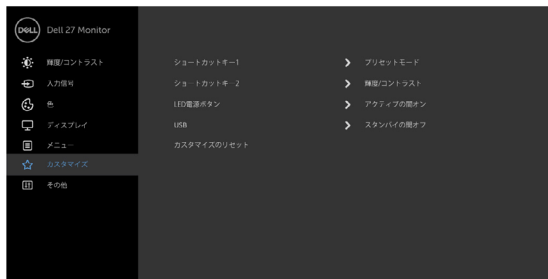 DELL Dell 27 Monitor
輝度/コントラスト
入力信号
色
ディスプレイ
メニュー
カスタマイズ
その他
ショートカットキー1 プリセットモード
ショートカットキー2 輝度/コントラスト
LED電源ボタン アクティブの間オン
USB スタンバイの間オフ
カスタマイズのリセット